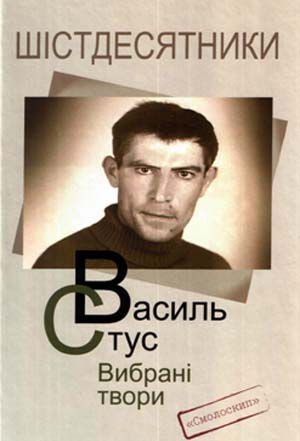 ШІСТДЕСЯТНИКИ
Василь
Стус
Вибрані
твори
«Смолоскип»